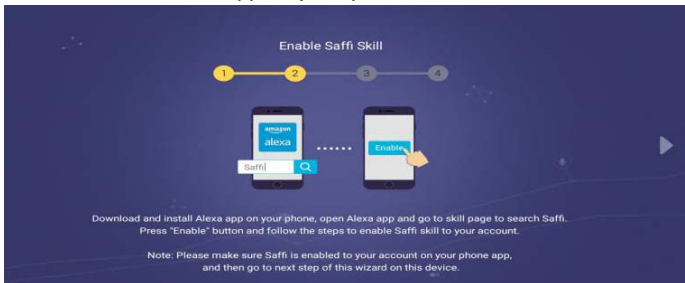 Enable Saffi Skill
1 2 3 4
amazon
alexa
Saffi
Enable
Download and install Alexa app on your phone, open Alexa app and go to skill page to search Saffi.
Press "Enable" button and follow the steps to enable Saffi skill to your account.
Note: Please make sure Saffi is enabled to your account on your phone app,
and then go to next step of this wizard on this device.